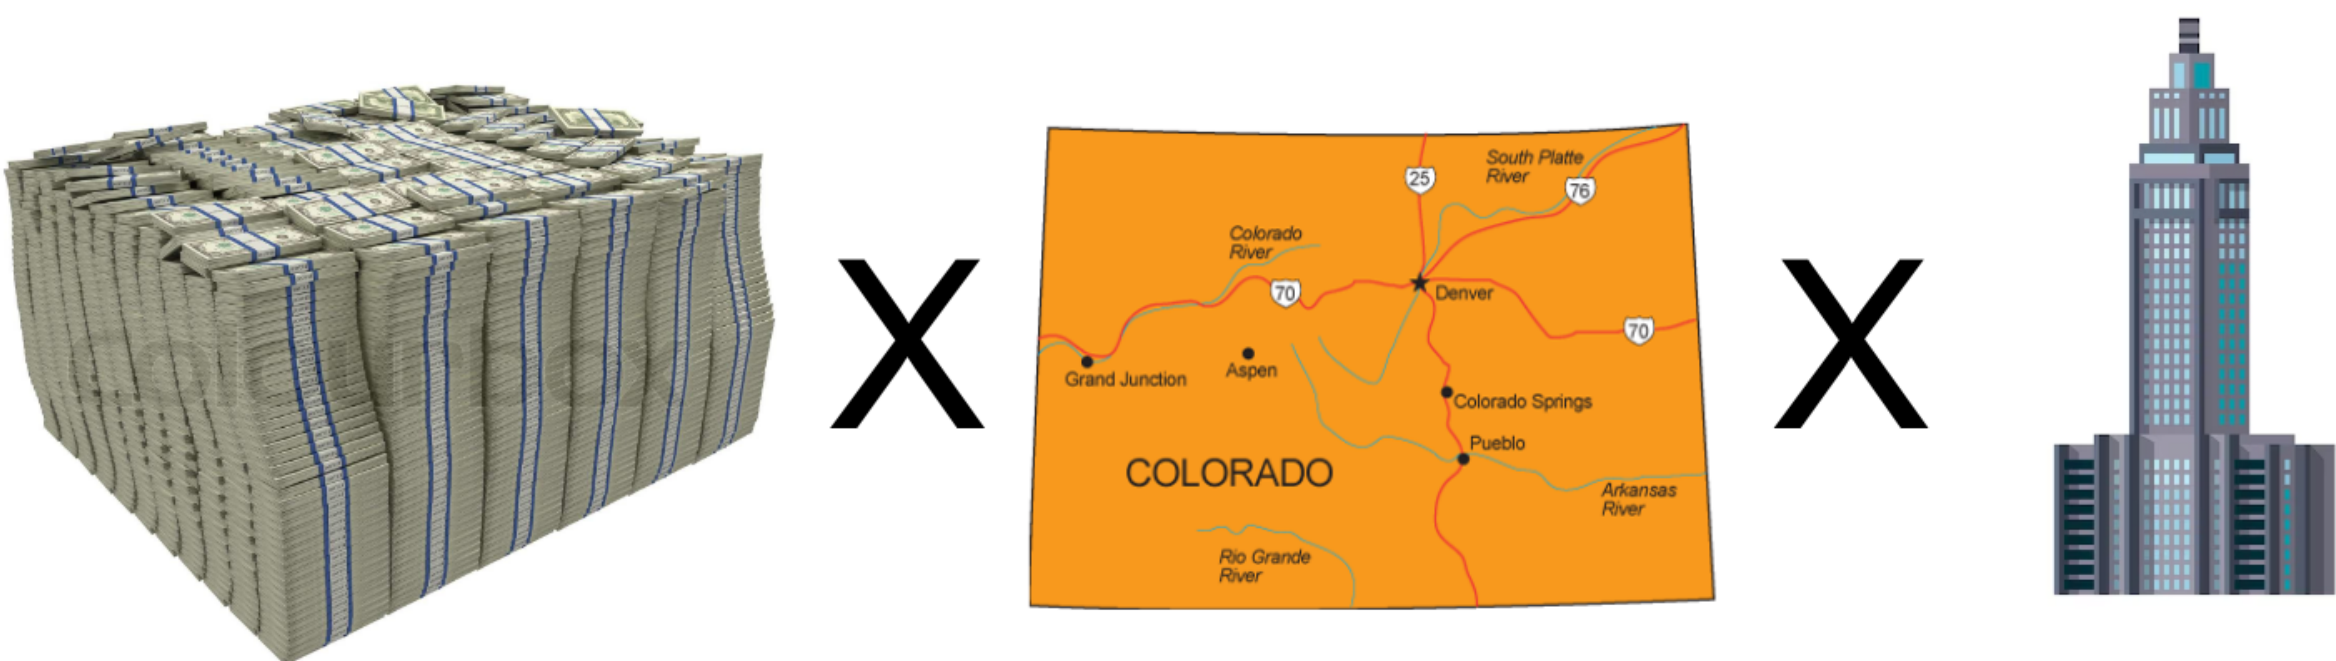 X
25
South Platte
River
76
Colorado
River
70
Denver
70
Grand Junction
Aspen
Colorado Springs
Pueblo
COLORADO
Arkansas
River
Rio Grande
River
X